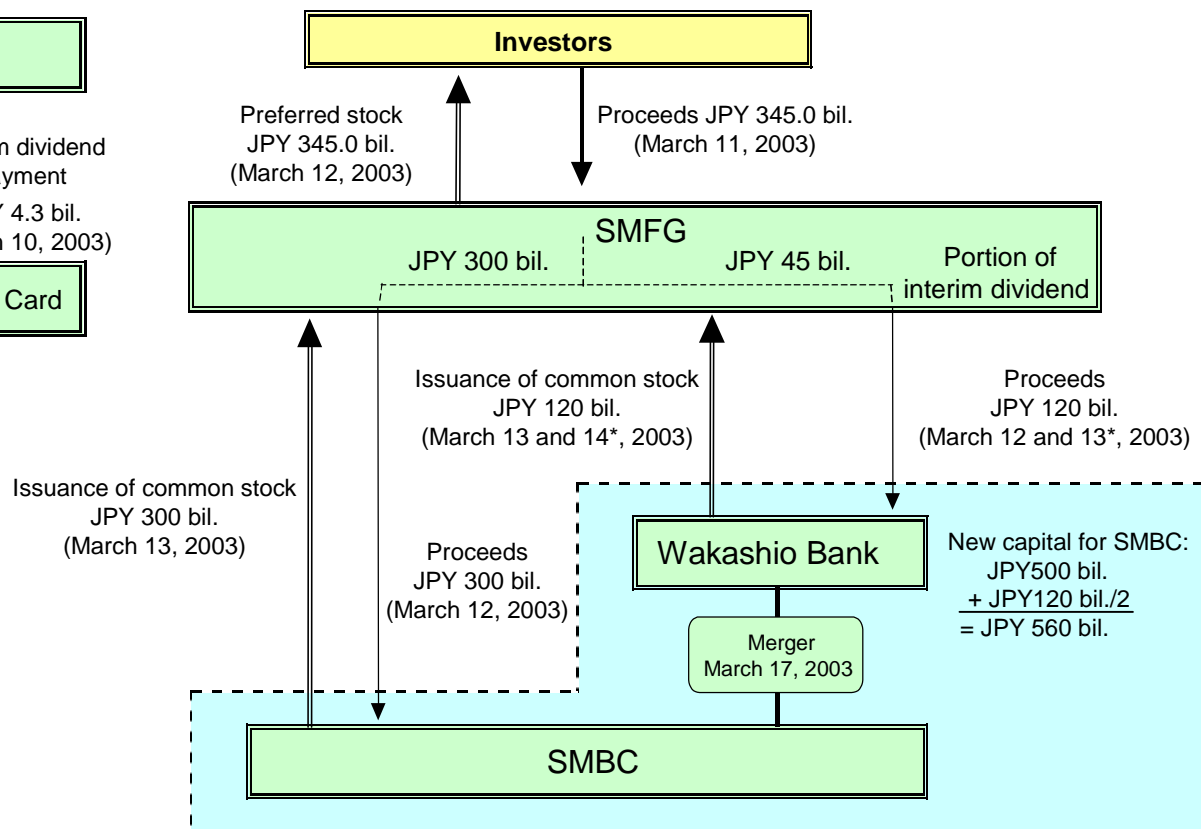 Investors
Preferred stock
JPY 345.0 bil.
(March 12, 2003)
Proceeds JPY 345.0 bil.
(March 11, 2003)
dividend
4.3 bil.
10, 2003)
Card
SMFG
JPY 300 bil.
JPY 45 bil.
Portion of
interim dividend
Issuance of common stock
JPY 120 bil.
(March 13 and 14*, 2003)
Proceeds
JPY 120 bil.
(March 12 and 13*, 2003)
Issuance of common stock
JPY 300 bil.
(March 13, 2003)
Proceeds
JPY 300 bil.
(March 12, 2003)
Wakashio Bank
New capital for SMBC:
JPY500 bil.
+ JPY120 bil./2
= JPY 560 bil.
Merger
March 17, 2003
SMBC